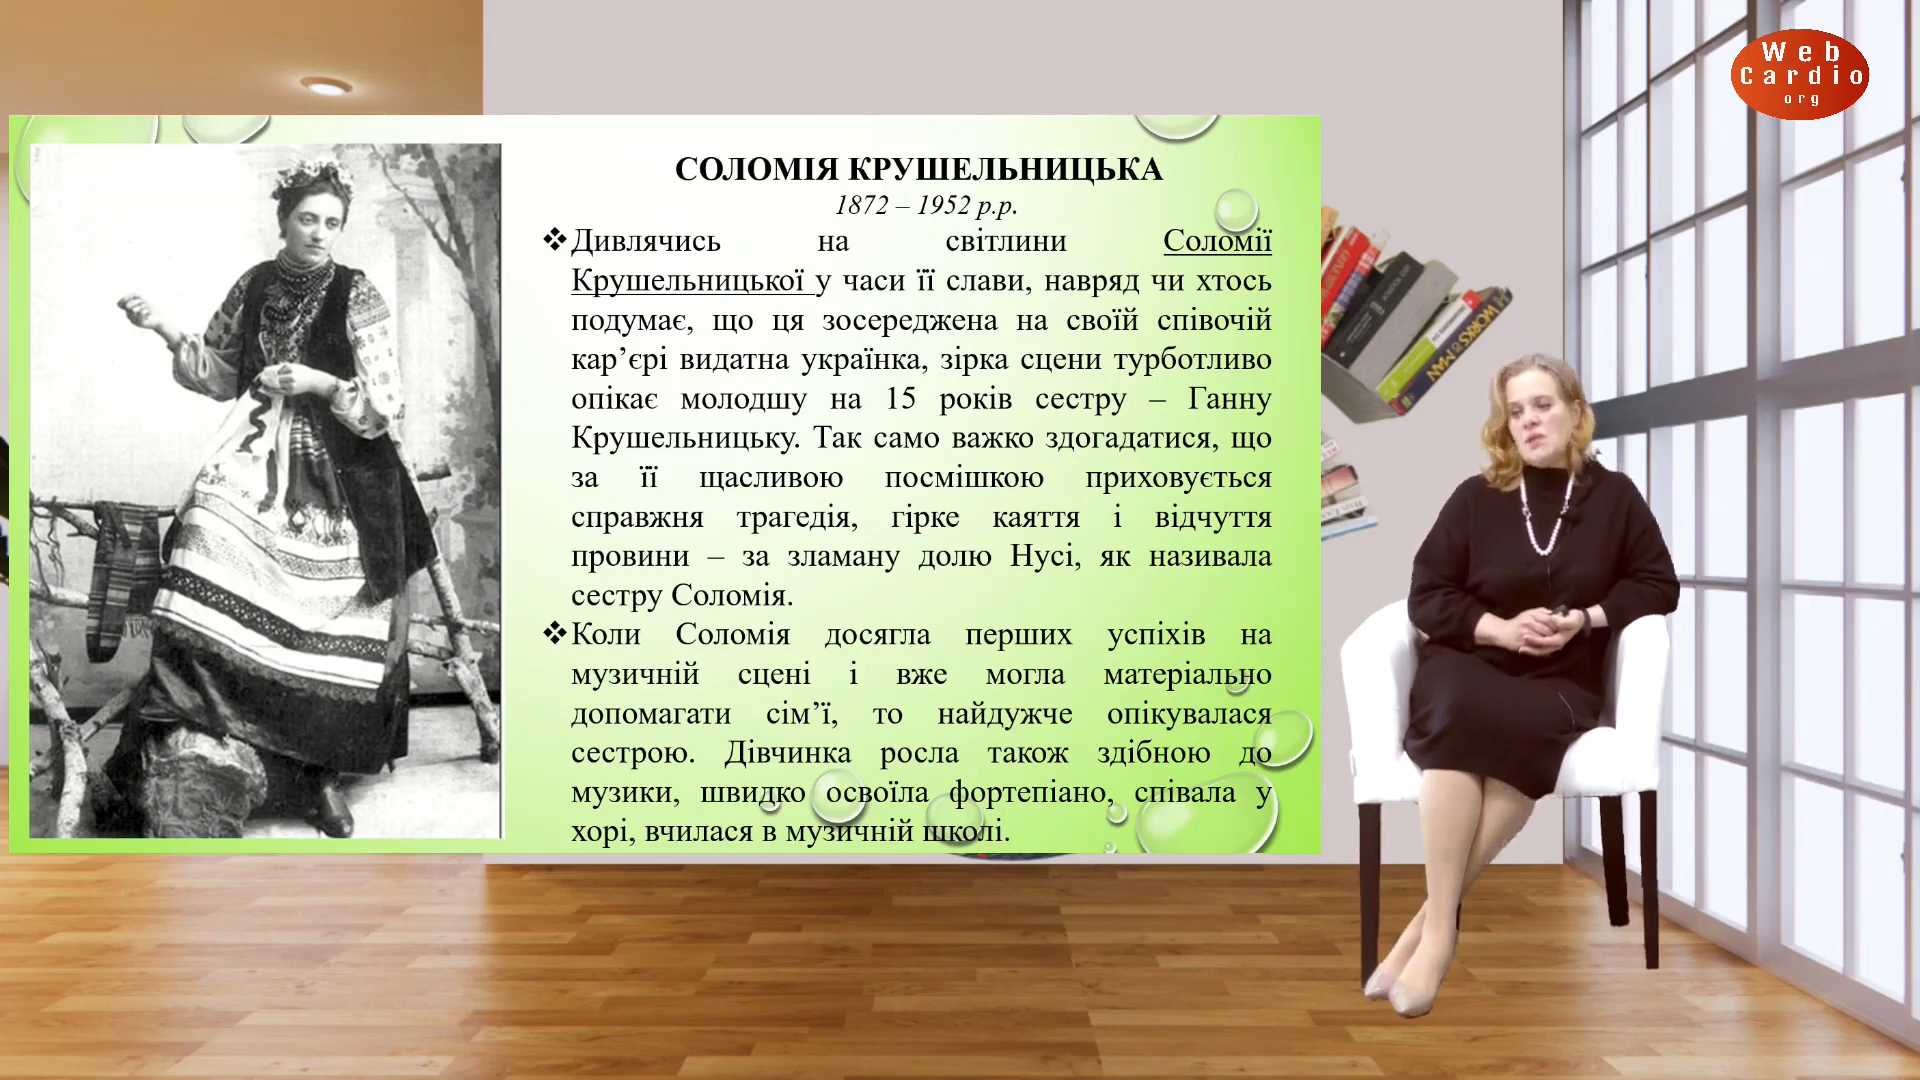 Web
Cardio
org
СОЛОМІЯ КРУШЕЛЬНИЦЬКА
1872 – 1952 р.р.
❖Дивлячись на світлини Соломії
Крушельницької у часи її слави, навряд чи хтось
подумає, що ця зосереджена на своїй співочій
кар’єрі видатна українка, зірка сцени турботливо
опікає молодшу на 15 років сестру – Ганну
Крушельницьку. Так само важко здогадатися, що
за її щасливою посмішкою приховується
справжня трагедія, гірке каяття і відчуття
провини – за зламану долю Нусі, як називала
сестру Соломія.
❖Коли Соломія досягла перших успіхів на
музичній сцені і вже могла матеріально
допомагати сім’ї, то найдужче опікувалася
сестрою. Дівчинка росла також здібною до
музики, швидко освоїла фортепіано, співала у
хорі, вчилася в музичній школі.
WORKS OF MAN